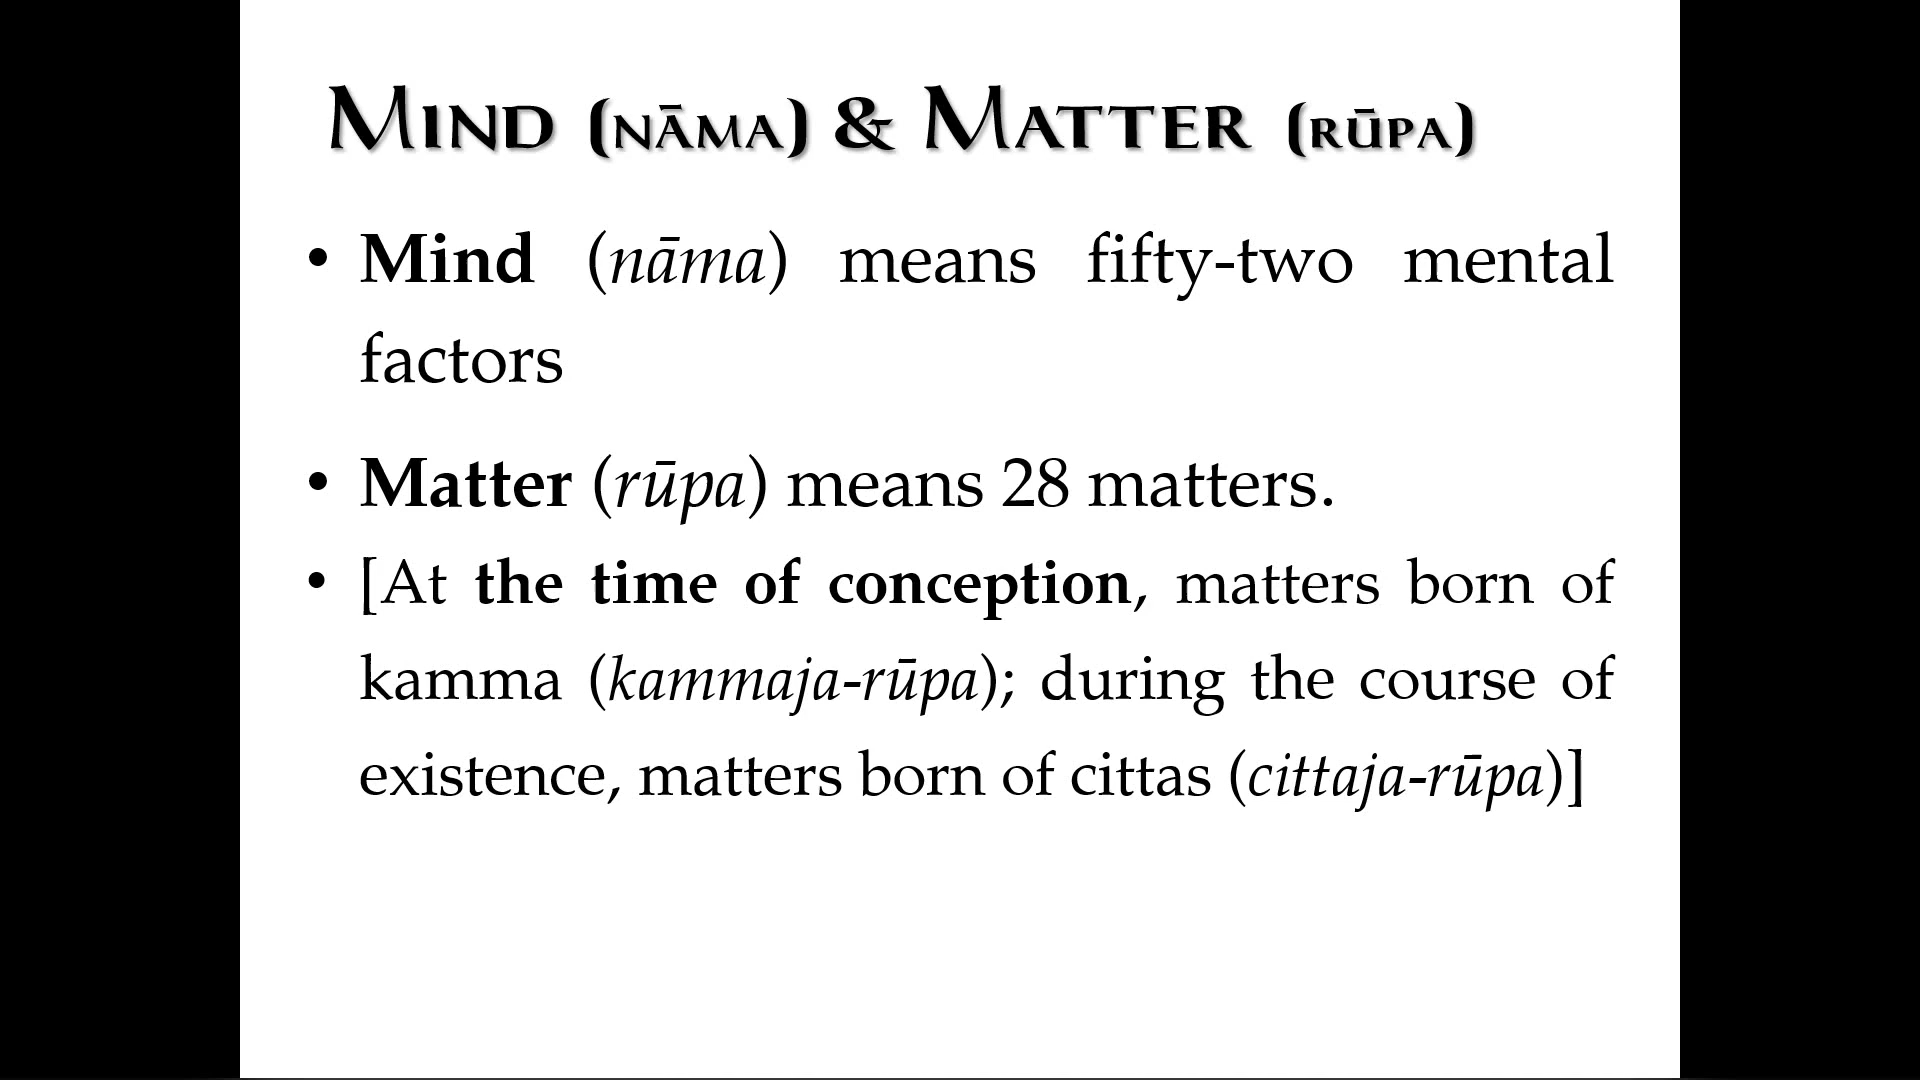 Mind (nāma) & Matter (rūpa)
• Mind (nāma) means fifty-two mental
factors
• Matter (rūpa) means 28 matters.
• [At the time of conception, matters born of
kamma (kammaja-rūpa); during the course of
existence, matters born of cittas (cittaja-rūpa)]